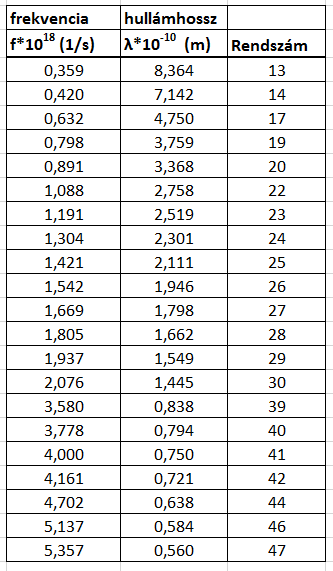 frekvencia hullámhossz
f*10^18 (1/s) λ*10^-10 (m) Rendszám
0,359 8,364 13
0,420 7,142 14
0,632 4,750 17
0,798 3,759 19
0,891 3,368 20
1,088 2,758 22
1,191 2,519 23
1,304 2,301 24
1,421 2,111 25
1,542 1,946 26
1,669 1,798 27
1,805 1,662 28
1,937 1,549 29
2,076 1,445 30
3,580 0,838 39
3,778 0,794 40
4,000 0,750 41
4,161 0,721 42
4,702 0,638 44
5,137 0,584 46
5,357 0,560 47